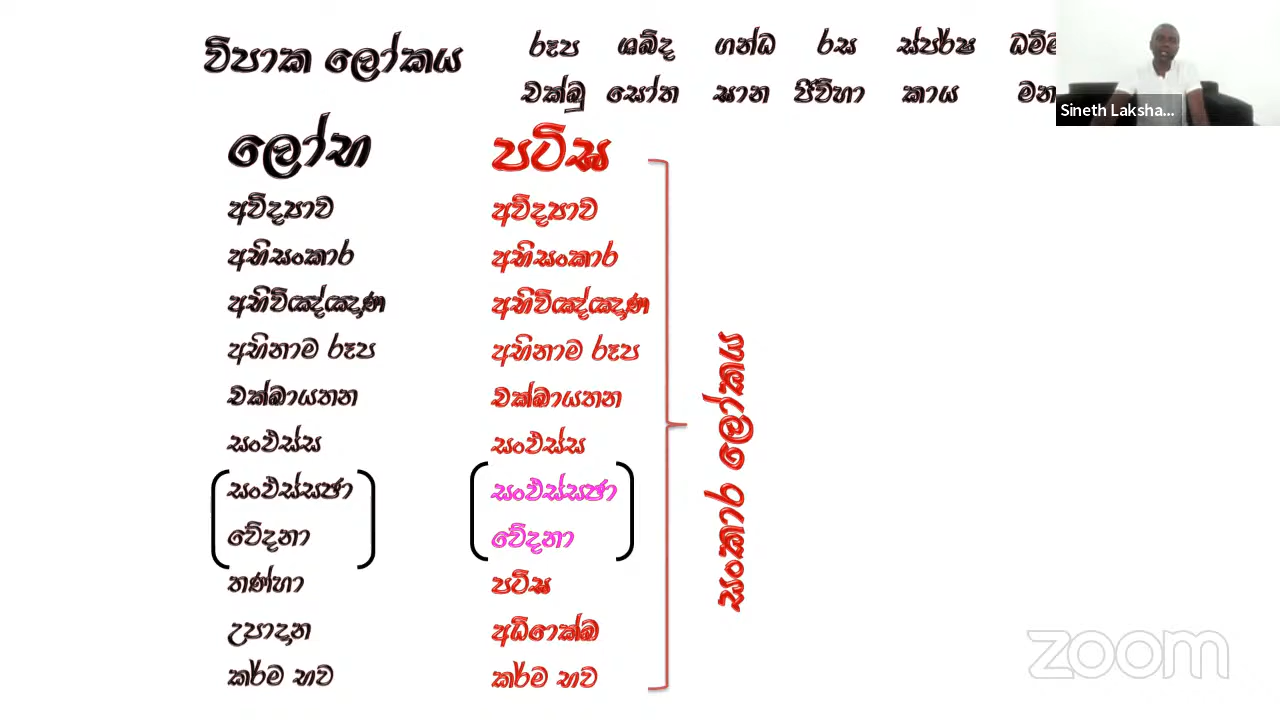 විපාක ලෝකය
රූප ශබ්ද ගන්ධ රස ස්පර්ෂ ධම්ම
චක්ඛු සෝත ඝාන ජිව්හා කාය මන
Sineth Laksha...
ලෝභ පටිඝ
අවිද්‍යාව අවිද්‍යාව
අභිසංකාර අභිසංකාර
අභිවිඤ්ඤාණ අභිවිඤ්ඤාණ
අභිනාම රූප අභිනාම රූප
චක්ඛායතන චක්ඛායතන
සංඵස්ස සංඵස්ස
සංඵස්සජා සංඵස්සජා
වේදනා වේදනා
තණ්හා පටිඝ
උපාදාන අධිමොක්ඛ
කර්ම භව කර්ම භව
සංකාර ලෝකය
zoom